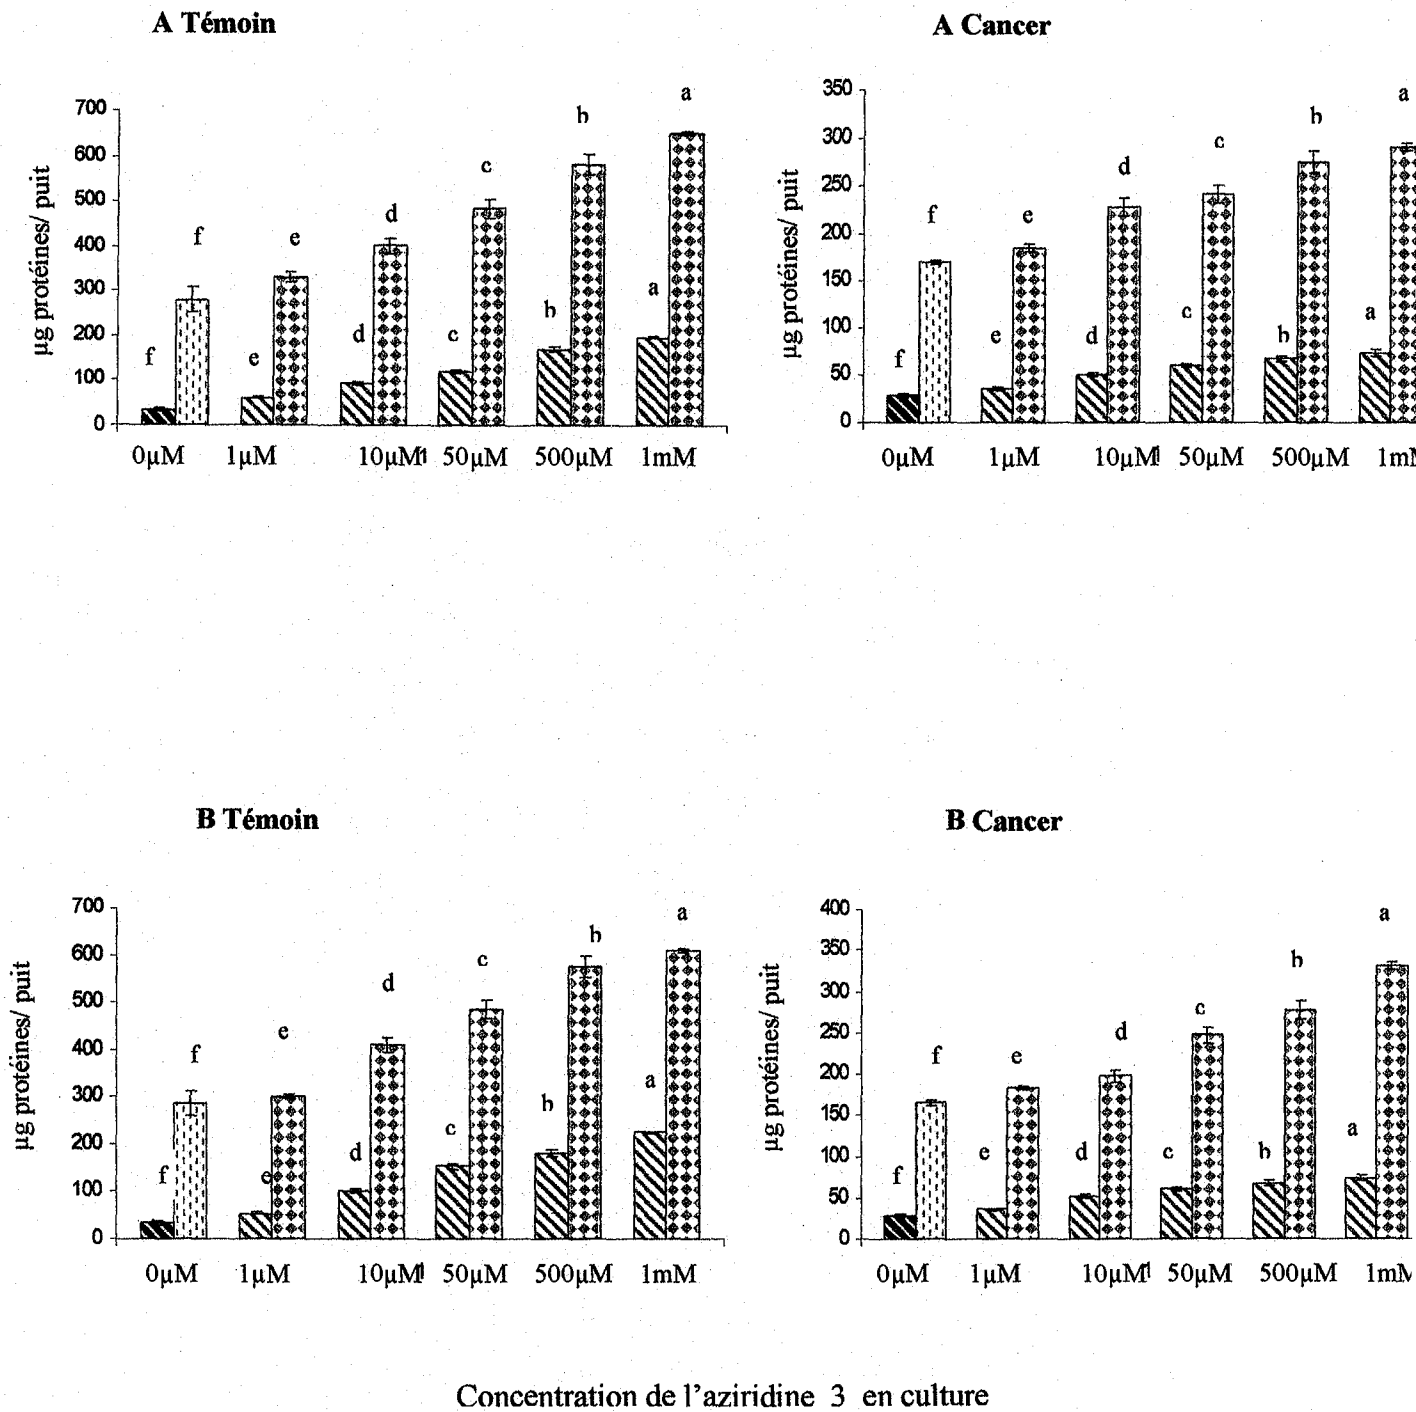 A Témoin
µg protéines/ puit
700
600
500
400
300
200
100
0
f
f
e
e
d
d
c
c
b
b
a
a
0µM 1µM 10µM 50µM 500µM 1mM
A Cancer
µg protéines/ puit
350
300
250
200
150
100
50
0
f
f
e
e
d
d
c
c
b
b
a
a
0µM 1µM 10µM 50µM 500µM
B Témoin
µg protéines/ puit
700
600
500
400
300
200
100
0
f
f
e
e
d
d
c
c
b
b
a
a
0µM 1µM 10µM 50µM 500µM 1mM
B Cancer
µg protéines/ puit
400
350
300
250
200
150
100
50
0
f
f
e
e
d
d
c
c
b
b
a
a
0µM 1µM 10µM 50µM 500µM
Concentration de l'aziridine 3 en culture